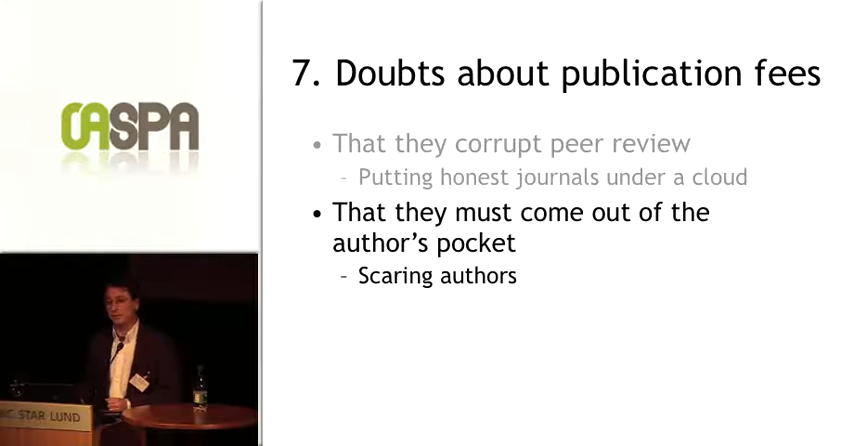 OASPA
7. Doubts about publication fees
• That they corrupt peer review
- Putting honest journals under a cloud
• That they must come out of the
author's pocket
- Scaring authors
STAR LUND